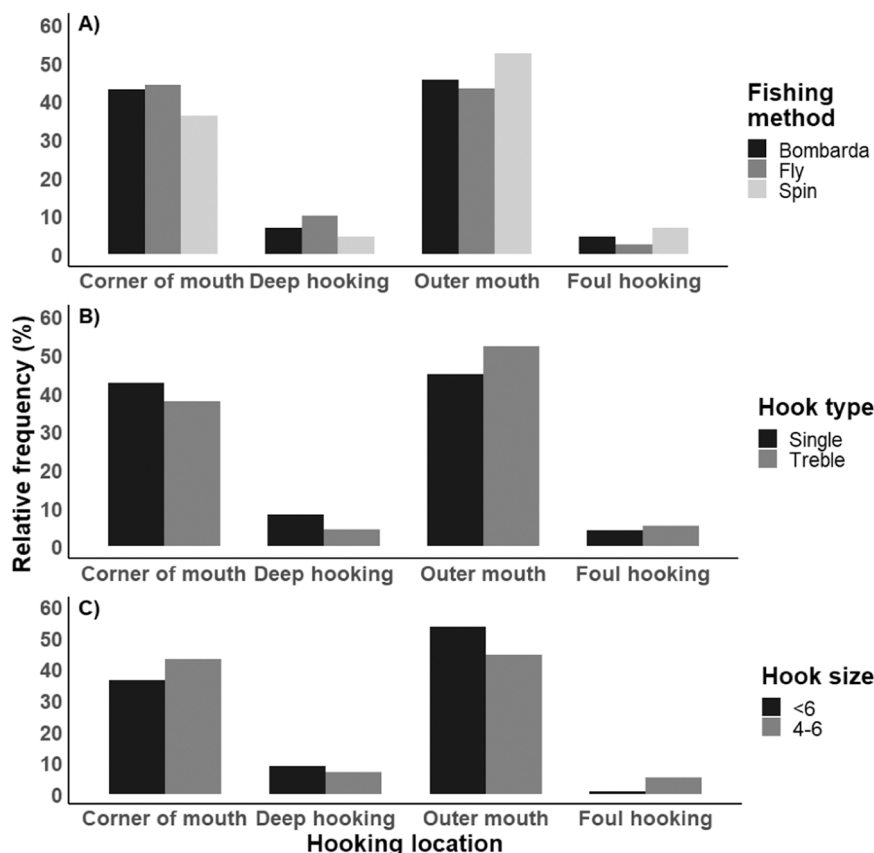 A)
60
50
40
30
20
10
0
Corner of mouth Deep hooking Outer mouth Foul hooking
Fishing
method
Bombarda
Fly
Spin
B)
60
50
40
30
20
10
0
Corner of mouth Deep hooking Outer mouth Foul hooking
Hook type
Single
Treble
Relative frequency (%)
C)
60
50
40
30
20
10
0
Corner of mouth Deep hooking Outer mouth Foul hooking
Hook size
<6
4-6
Hooking location